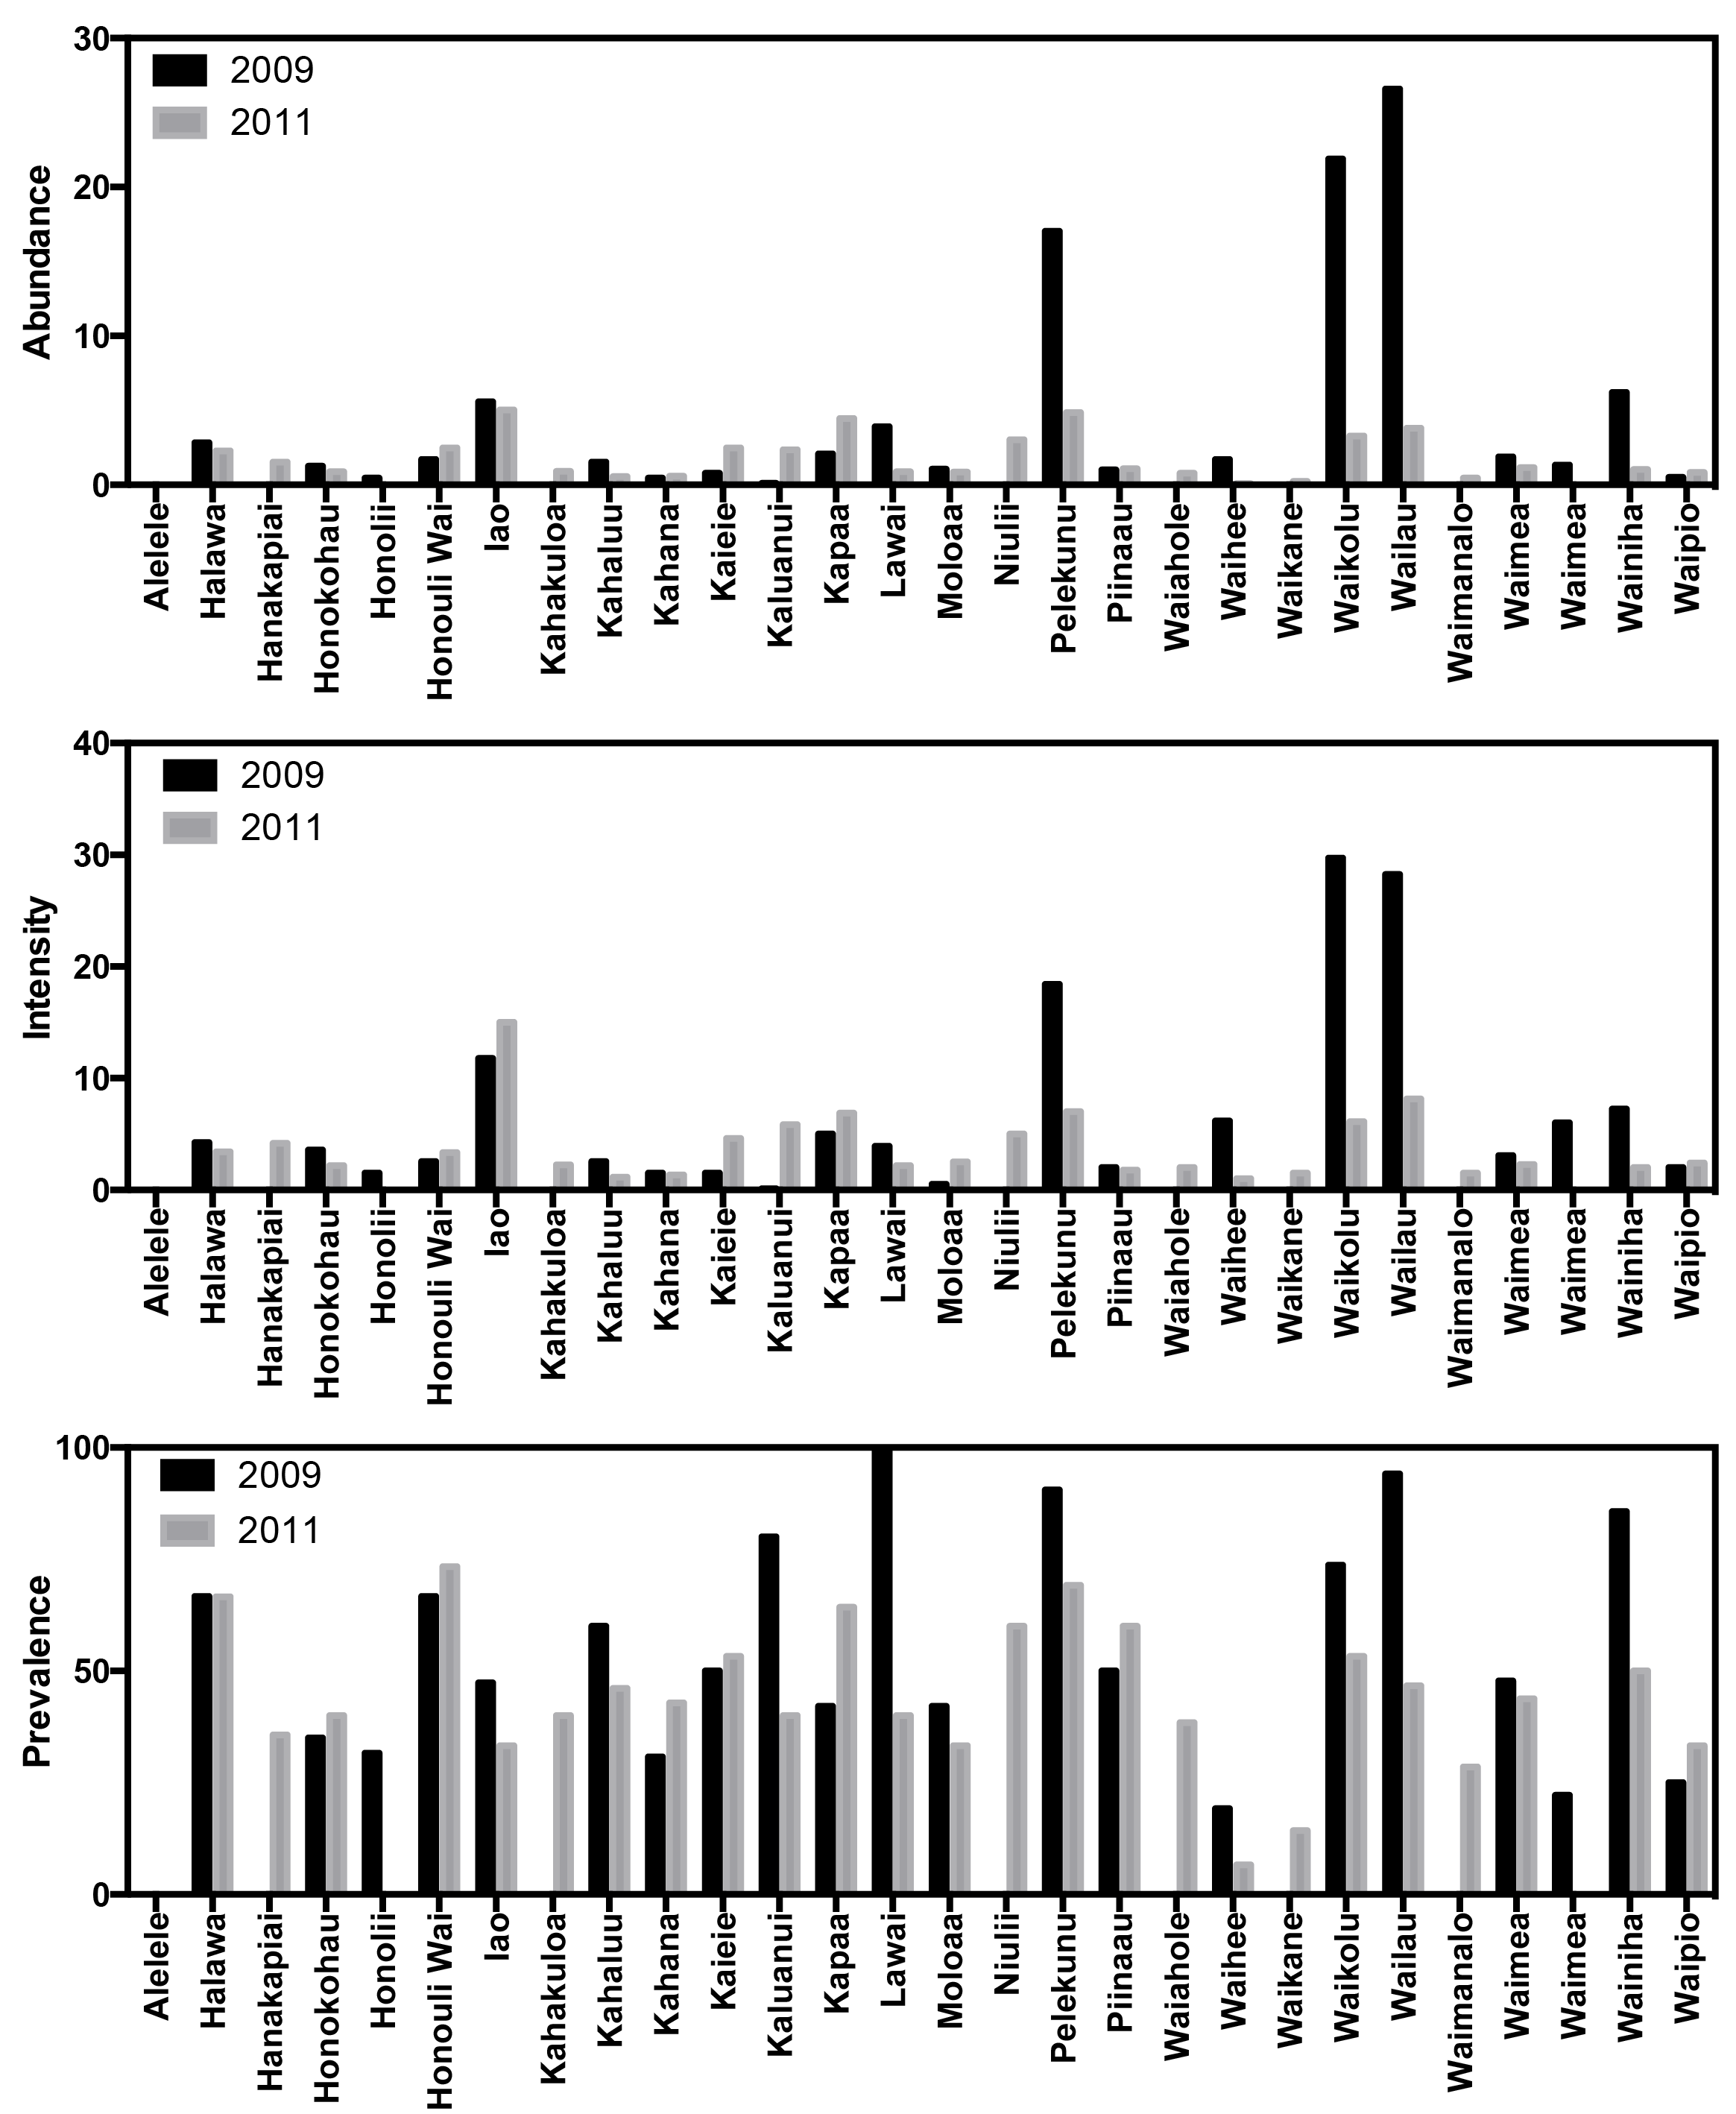 30
20
10
0
Abundance
2009
2011
Alelele
Halawa
Hanakapiai
Honokohau
Honolii
Honouli Wai
Iao
Kahakuloa
Kahaluu
Kahana
Kaieie
Kaluanui
Kapaa
Lawai
Moloaa
Niulii
Pelekunu
Piinaau
Waiahole
Waihee
Waikane
Waikolu
Wailau
Waimanalo
Waimea
Waimea
Wainiha
Waipio
40
30
20
10
0
Intensity
2009
2011
Alelele
Halawa
Hanakapiai
Honokohau
Honolii
Honouli Wai
Iao
Kahakuloa
Kahaluu
Kahana
Kaieie
Kaluanui
Kapaa
Lawai
Moloaa
Niulii
Pelekunu
Piinaau
Waiahole
Waihee
Waikane
Waikolu
Wailau
Waimanalo
Waimea
Waimea
Wainiha
Waipio
100
50
0
Prevalence
2009
2011
Alelele
Halawa
Hanakapiai
Honokohau
Honolii
Honouli Wai
Iao
Kahakuloa
Kahaluu
Kahana
Kaieie
Kaluanui
Kapaa
Lawai
Moloaa
Niulii
Pelekunu
Piinaau
Waiahole
Waihee
Waikane
Waikolu
Wailau
Waimanalo
Waimea
Waimea
Wainiha
Waipio